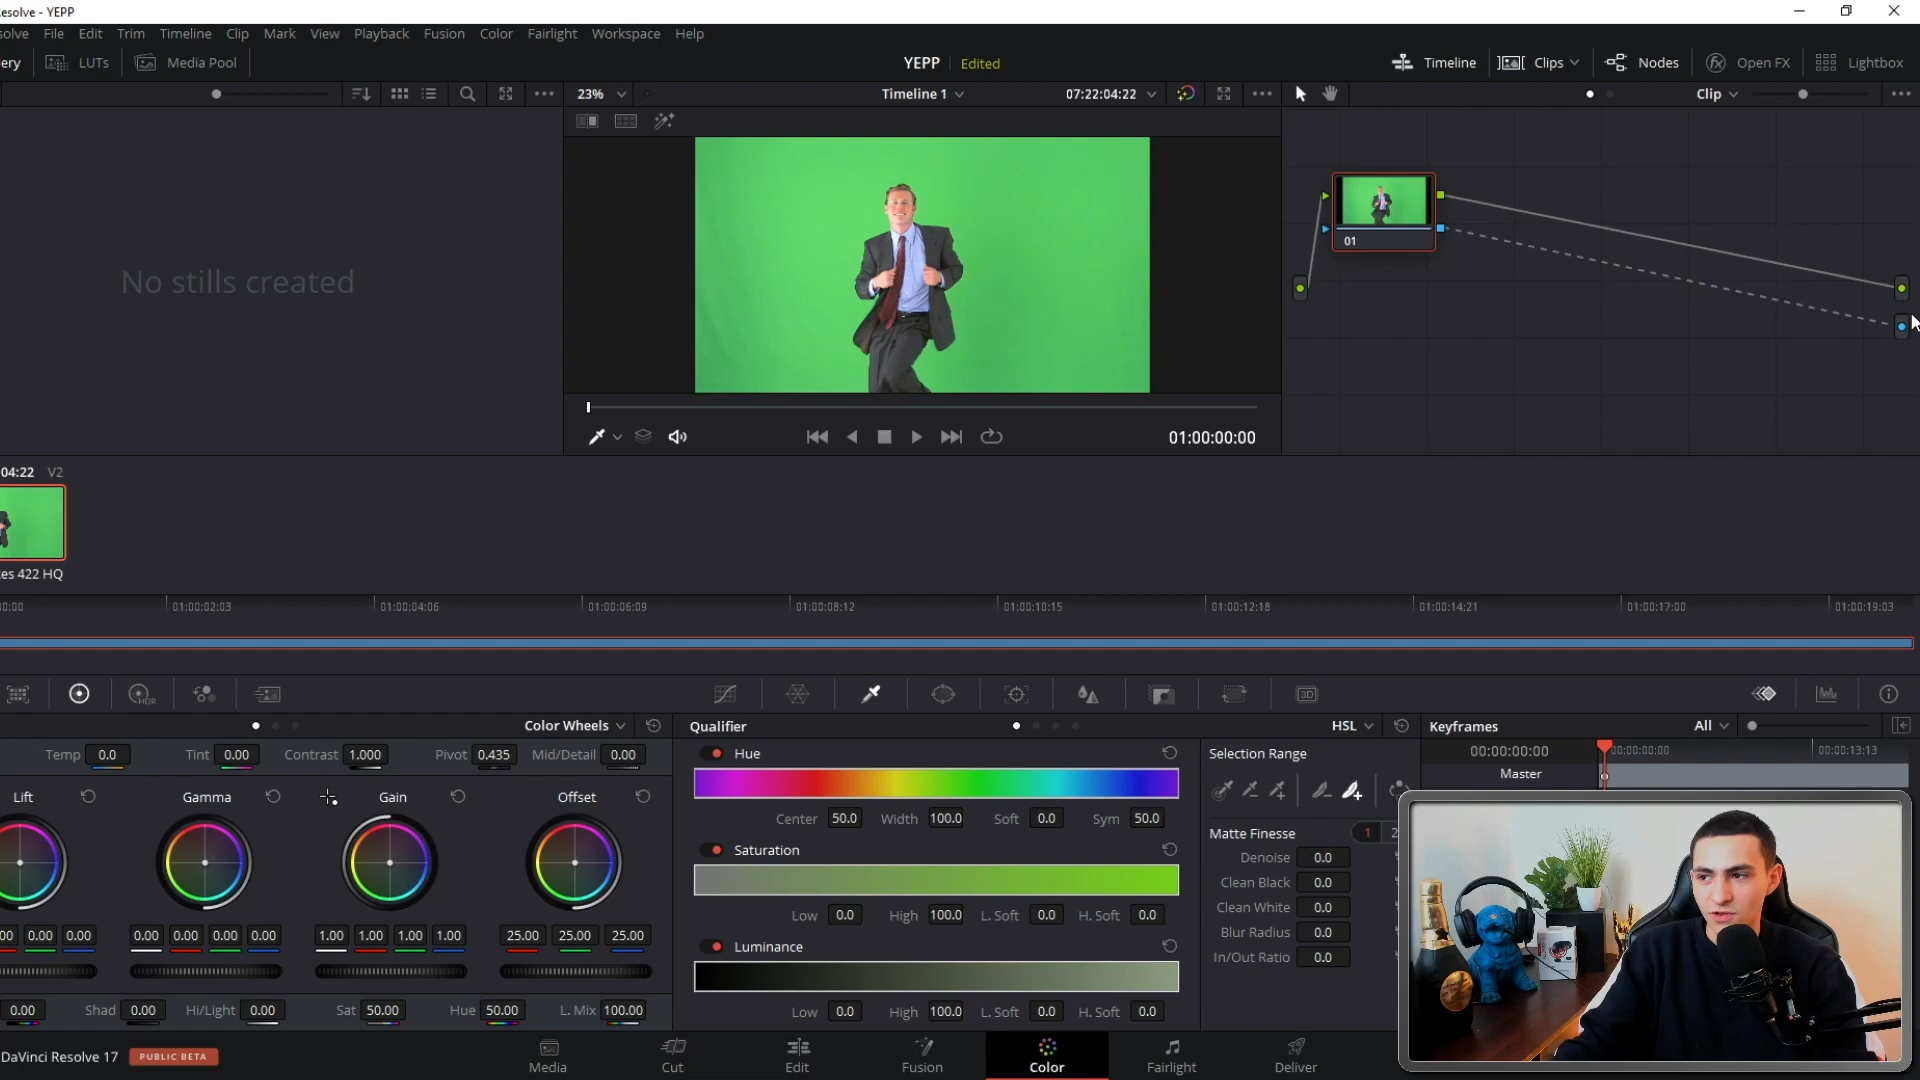 esolve - YEPP
solve File Edit Trim Timeline Clip Mark View Playback Fusion Color Fairlight Workspace Help
ery LUTs Media Pool YEPP Edited Timeline Clips Nodes Open FX Lightbox
23% Timeline 1 07:22:04:22 Clip
01
No stills created
01:00:00:00
04:22 V2
es 422 HQ
0:00 01:00:02:03 01:00:04:06 01:00:06:09 01:00:08:12 01:00:10:15 01:00:12:18 01:00:14:21 01:00:17:00 01:00:19:03
HDR 3D
Color Wheels Qualifier HSL Keyframes All
Temp 0.0 Tint 0.00 Contrast 1.000 Pivot 0.435 Mid/Detail 0.00
Lift Gamma Gain Offset
00 0.00 0.00 0.00 0.00 0.00 0.00 1.00 1.00 1.00 1.00 25.00 25.00 25.00
0.00 Shad 0.00 Hi/Light 0.00 Sat 50.00 Hue 50.00 L. Mix 100.00
Hue
Center 50.0 Width 100.0 Soft 0.0 Sym 50.0
Saturation
Low 0.0 High 100.0 L. Soft 0.0 H. Soft 0.0
Luminance
Low 0.0 High 100.0 L. Soft 0.0 H. Soft 0.0
Selection Range
Matte Finesse 1 2
Denoise 0.0
Clean Black 0.0
Clean White 0.0
Blur Radius 0.0
In/Out Ratio 0.0
00:00:00:00 00:00:00:00 00:00:13:13
Master
DaVinci Resolve 17 PUBLIC BETA
Media Cut Edit Fusion Color Fairlight Deliver